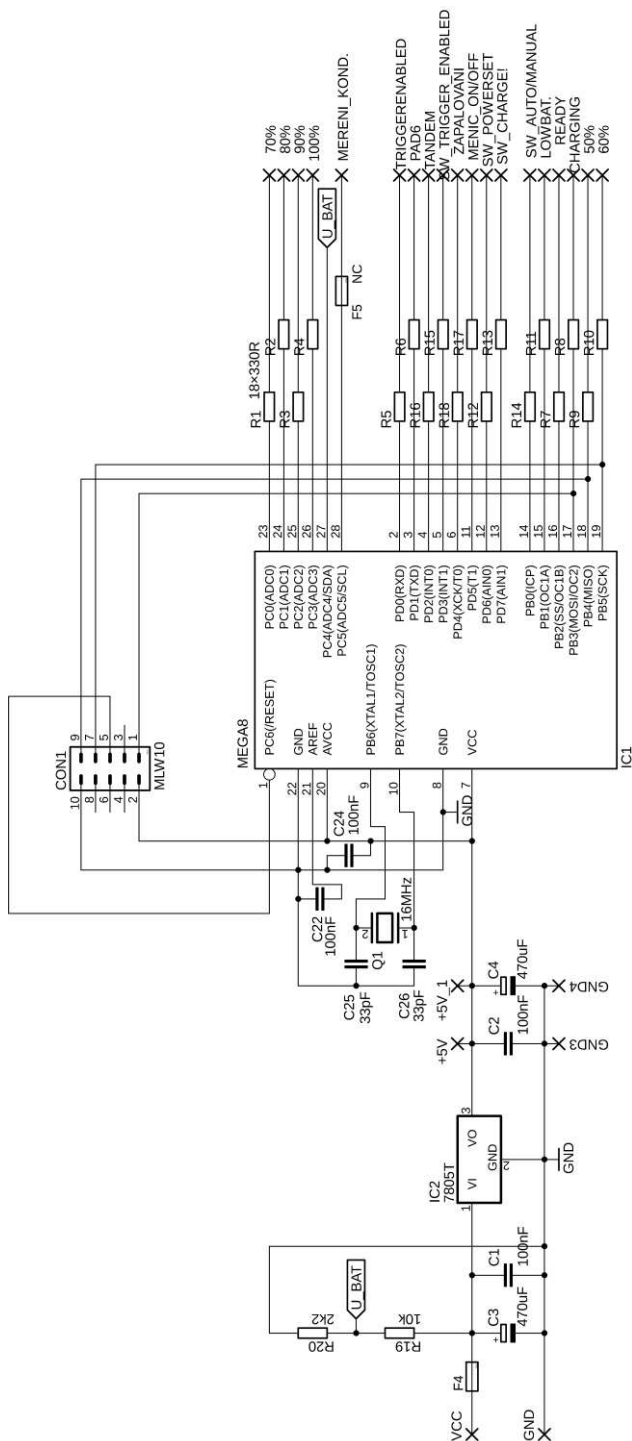 CON1
10
8
6
4
2
9
7
5
3
1
MLW10
MEGA8
IC1
1
PC6(/RESET)
22
GND
21
AREF
20
AVCC
9
PB6(XTAL1/TOSC1)
10
PB7(XTAL2/TOSC2)
8
GND
7
VCC
PC0(ADC0)
23
PC1(ADC1)
24
PC2(ADC2)
25
PC3(ADC3)
26
PC4(ADC4/SDA)
27
PC5(ADC5/SCL)
28
PD0(RXD)
2
PD1(TXD)
3
PD2(INT0)
4
PD3(INT1)
5
PD4(XCK/T0)
6
PD5(T1)
11
PD6(AIN0)
12
PD7(AIN1)
13
PB0(ICP)
14
PB1(OC1A)
15
PB2(SS/OC1B)
16
PB3(MOSI/OC2)
17
PB4(MISO)
18
PB5(SCK)
19
R1
18×330R
R2
R3
R4
70%
80%
90%
100%
U_BAT
F5
NC
MERENI_KOND.
R5
R6
R16
R15
R18
R17
R12
R13
TRIGGERENABLED
PAD6
TANDEM
SW_TRIGGER_ENABLED
ZAPALOVANI
MENIC_ON/OFF
SW_POWERSET
SW_CHARGE!
R14
R11
R7
R8
R9
R10
SW_AUTO/MANUAL
LOWBAT.
READY
CHARGING
50%
60%
C24
100nF
C22
100nF
GND
C25
33pF
Q1
2
1
16MHz
C26
33pF
VCC
F4
GND
R20
2k2
U_BAT
R19
10k
C3
+
470uF
C1
100nF
IC2
7805T
1
VI
VO
3
GND
2
GND
+5V
+5V_1
C2
100nF
C4
+
470uF
GND3
GND4